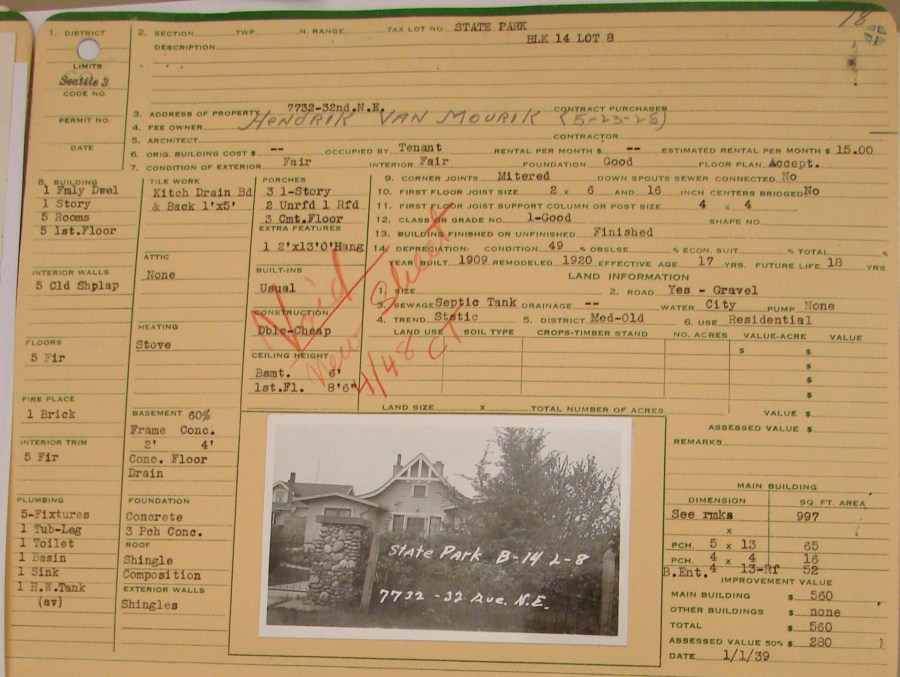 18
1. DISTRICT
LIMITS
Seattle 3
CODE NO.
PERMIT NO.
DATE
2. SECTION TWP. N. RANGE TAX LOT NO. STATE PARK
BLK 14 LOT 8
DESCRIPTION
3. ADDRESS OF PROPERTY 7732-32nd.N.E. CONTRACT PURCHASER
4. FEE OWNER HENDRIK VAN MOURIK (5-23-25)
5. ARCHITECT CONTRACTOR
6. ORIG. BUILDING COST $ -- OCCUPIED BY Tenant RENTAL PER MONTH $ -- ESTIMATED RENTAL PER MONTH $ 15.00
7. CONDITION OF EXTERIOR Fair INTERIOR Fair FOUNDATION Good FLOOR PLAN Accept.
8. BUILDING
1 Fmly Dwel
1 Story
5 Rooms
5 1st.Floor
INTERIOR WALLS
5 Cld Shplap
FLOORS
5 Fir
FIRE PLACE
1 Brick
INTERIOR TRIM
5 Fir
PLUMBING
5-Fixtures
1 Tub-Leg
1 Toilet
1 Basin
1 Sink
1 H.W.Tank
(av)
TILE WORK
Kitch Drain Bd
& Back 1'x5'
ATTIC
None
HEATING
Stove
BASEMENT 60%
Frame Conc.
2' 4'
Conc. Floor
Drain
FOUNDATION
Concrete
3 Pch Conc.
ROOF
Shingle
Composition
EXTERIOR WALLS
Shingles
PORCHES
3 1-Story
2 Unrfd 1 Rfd
3 Cmt.Floor
EXTRA FEATURES
1 2'x13'0'Hang
BUILT-INS
Usual
CONSTRUCTION
Dble-Cheap
CEILING HEIGHT
Bamt. 6'
1st.Fl. 8'6"
Void
New Sheet
4/48 CT
9. CORNER JOINTS Mitered DOWN SPOUTS SEWER CONNECTED No
10. FIRST FLOOR JOIST SIZE 2 x 6 AND 16 INCH CENTERS BRIDGED No
11. FIRST FLOOR JOIST SUPPORT COLUMN OR POST SIZE 4 x 4
12. CLASS OR GRADE NO. 1-Good SHAPE NO.
13. BUILDING FINISHED OR UNFINISHED Finished
14. DEPRECIATION: CONDITION 49 % OBSLSE. % ECON. SUIT. % TOTAL %
YEAR BUILT 1909 REMODELED 1920 EFFECTIVE AGE 17 YRS. FUTURE LIFE 18 YRS
LAND INFORMATION
1. SIZE 2. ROAD Yes - Gravel
3. SEWAGE Septic Tank DRAINAGE -- WATER City PUMP None
4. TREND Static 5. DISTRICT Med-Old 6. USE Residential
LAND USE SOIL TYPE CROPS-TIMBER STAND NO. ACRES VALUE-ACRE VALUE
$ $
$
$
$
LAND SIZE X TOTAL NUMBER OF ACRES VALUE $
ASSESSED VALUE $
REMARKS
State Park B-14 L-8
7732 - 32 Ave. N.E.
MAIN BUILDING
DIMENSION SQ. FT. AREA
See rmks 997
x
PCH. 5 x 13 65
PCH. 4 x 4 16
B.Ent. 4 13-Rf 52
IMPROVEMENT VALUE
MAIN BUILDING $ 560
OTHER BUILDINGS $ none
TOTAL $ 560
ASSESSED VALUE 50% $ 280
DATE 1/1/39